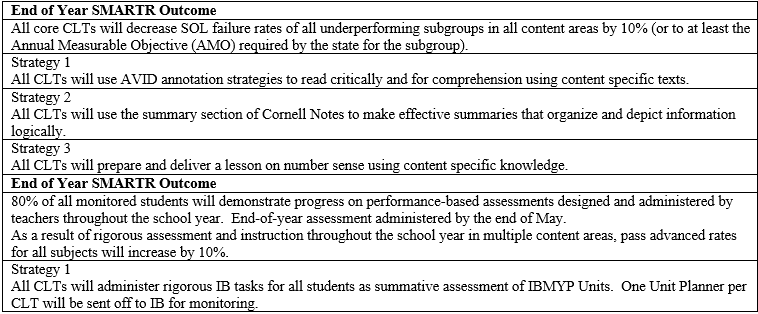 End of Year SMARTR Outcome
All core CLTs will decrease SOL failure rates of all underperforming subgroups in all content areas by 10% (or to at least the
Annual Measurable Objective (AMO) required by the state for the subgroup).
Strategy 1
All CLTs will use AVID annotation strategies to read critically and for comprehension using content specific texts.
Strategy 2
All CLTs will use the summary section of Cornell Notes to make effective summaries that organize and depict information
logically.
Strategy 3
All CLTs will prepare and deliver a lesson on number sense using content specific knowledge.
End of Year SMARTR Outcome
80% of all monitored students will demonstrate progress on performance-based assessments designed and administered by
teachers throughout the school year.  End-of-year assessment administered by the end of May.
As a result of rigorous assessment and instruction throughout the school year in multiple content areas, pass advanced rates
for all subjects will increase by 10%.
Strategy 1
All CLTs will administer rigorous IB tasks for all students as summative assessment of IBMYP Units.  One Unit Planner per
CLT will be sent off to IB for monitoring.